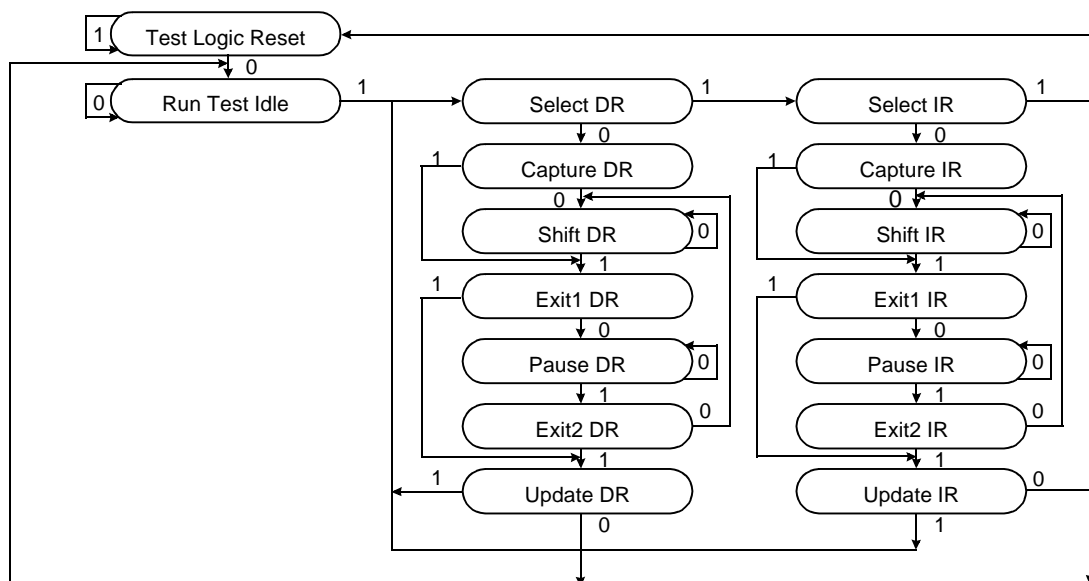 1 Test Logic Reset
0
0 Run Test Idle 1 Select DR 1 Select IR 1
0 0
1 Capture DR 1 Capture IR
0 0
Shift DR 0 Shift IR 0
1 1
1 Exit1 DR 1 Exit1 IR
0 0
Pause DR 0 Pause IR 0
1 1
Exit2 DR 0 Exit2 IR 0
1 1
1 Update DR Update IR 0
0 1